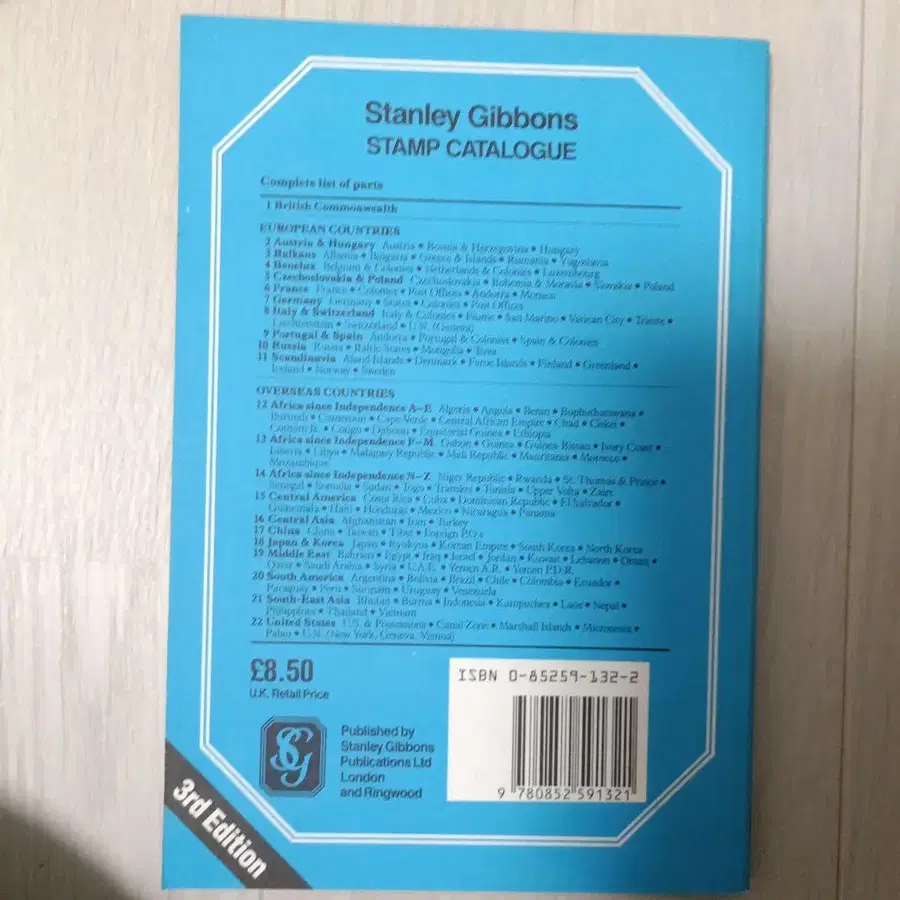 Stanley Gibbons
STAMP CATALOGUE
Complete list of parts
1 British Commonwealth
EUROPEAN COUNTRIES
2 Austria & Hungary Austria • Bosnia & Herzegovina • Hungary
3 Balkans Albania • Bulgaria • Greece & Islands • Rumania • Yugoslavia
4 Benelux Belgium & Colonies • Netherlands & Colonies • Luxembourg
5 Czechoslovakia & Poland Czechoslovakia • Bohemia & Moravia • Slovakia • Poland
6 France France • Colonies • Post Offices • Andorra • Monaco
7 Germany Germany • States • Colonies • Post Offices
8 Italy & Switzerland Italy & Colonies • Fiume • San Marino • Vatican City • Trieste •
Liechtenstein • Switzerland • U.N. (Geneva)
9 Portugal & Spain Andorra • Portugal & Colonies • Spain & Colonies
10 Russia Russia • Baltic States • Mongolia • Tuva
11 Scandinavia Aland Islands • Denmark • Faroe Islands • Finland • Greenland •
Iceland • Norway • Sweden
OVERSEAS COUNTRIES
12 Africa since Independence A–E Algeria • Angola • Benin • Bophuthatswana •
Burundi • Cameroun • Cape Verde • Central African Empire • Chad • Ciskei •
Comoro Is. • Congo • Djibouti • Equatorial Guinea • Ethiopia
13 Africa since Independence F–M Gabon • Guinea • Guinea-Bissau • Ivory Coast •
Liberia • Libya • Malagasy Republic • Mali Republic • Mauritania • Morocco •
Mozambique
14 Africa since Independence N–Z Niger Republic • Rwanda • St. Thomas & Prince •
Senegal • Somalia • Sudan • Togo • Transkei • Tunisia • Upper Volta • Zaire
15 Central America Costa Rica • Cuba • Dominican Republic • El Salvador •
Guatemala • Haiti • Honduras • Mexico • Nicaragua • Panama
16 Central Asia Afghanistan • Iran • Turkey
17 China China • Taiwan • Tibet • Foreign P.O.s
18 Japan & Korea Japan • Ryukyus • Korean Empire • South Korea • North Korea
19 Middle East Bahrain • Egypt • Iraq • Israel • Jordan • Kuwait • Lebanon • Oman •
Qatar • Saudi Arabia • Syria • U.A.E. • Yemen A.R. • Yemen P.D.R.
20 South America Argentina • Bolivia • Brazil • Chile • Colombia • Ecuador •
Paraguay • Peru • Surinam • Uruguay • Venezuela
21 South-East Asia Bhutan • Burma • Indonesia • Kampuchea • Laos • Nepal •
Philippines • Thailand • Vietnam
22 United States U.S. & Possessions • Canal Zone • Marshall Islands • Micronesia •
Palau • U.N. (New York, Geneva, Vienna)
£8.50
U.K. Retail Price
ISBN 0-85259-132-2
9 780852 591321
SG
Published by
Stanley Gibbons
Publications Ltd
London
and Ringwood
3rd Edition